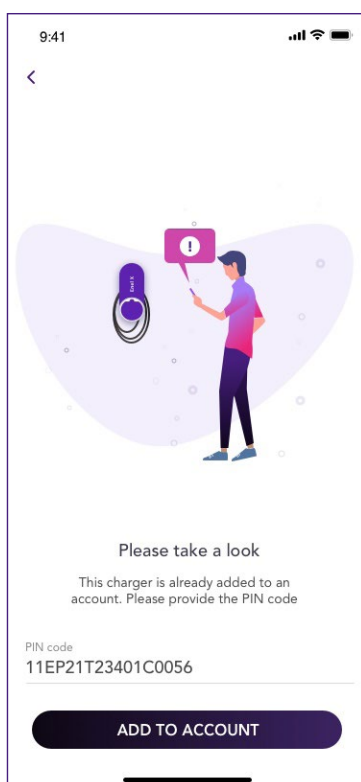 9:41
!
Enel X
Please take a look
This charger is already added to an
account. Please provide the PIN code
PIN code
11EP21T23401C0056
ADD TO ACCOUNT